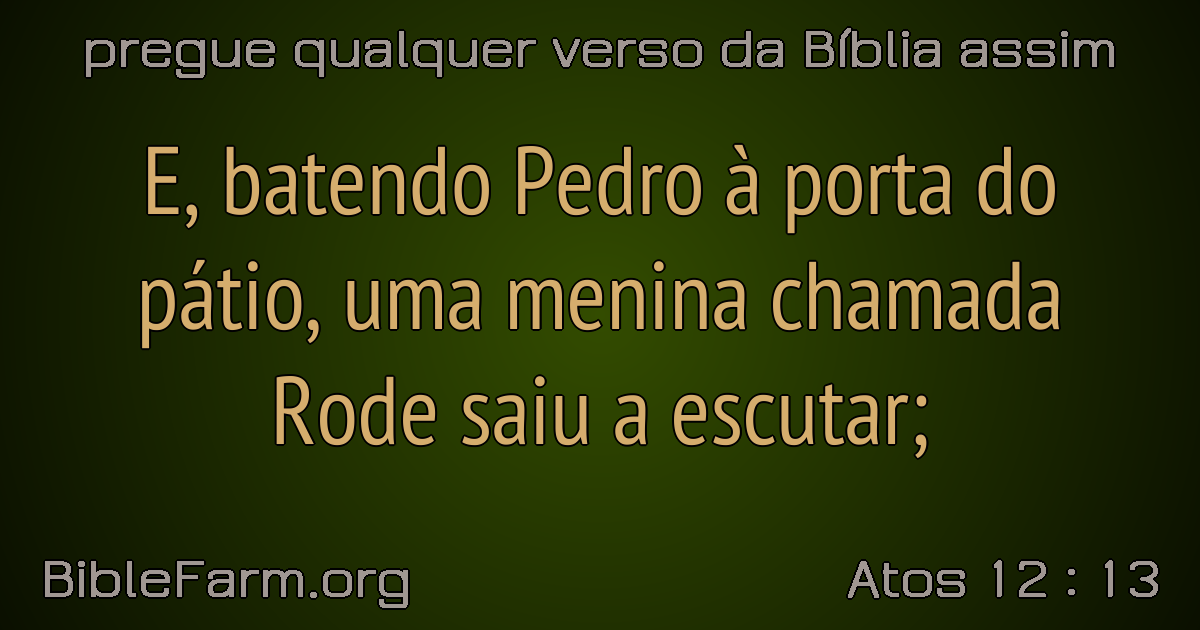 pregue qualquer verso da Bíblia assim
E, batendo Pedro à porta do
pátio, uma menina chamada
Rode saiu a escutar;
BibleFarm.org
Atos 12 : 13